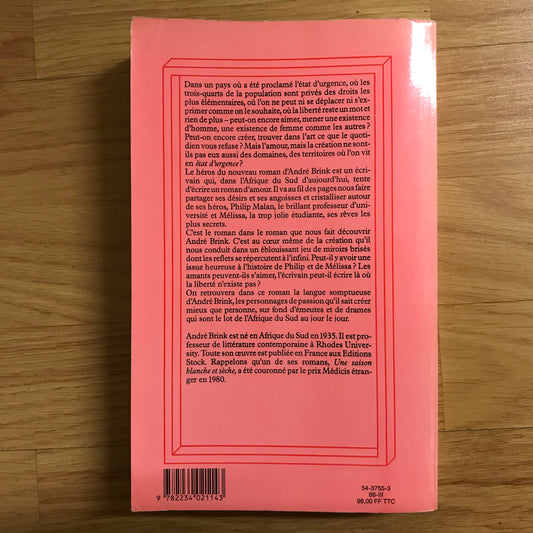 Dans un pays où a été proclamé l'état d'urgence, où les
trois-quarts de la population sont privés des droits les
plus élémentaires, où l'on ne peut ni se déplacer ni s'ex-
primer comme on le souhaite, où la liberté reste un mot et
rien de plus – peut-on encore aimer, mener une existence
d'homme, une existence de femme comme les autres ?
Peut-on encore créer, trouver dans l'art ce que le quoti-
dien vous refuse ? Mais l'amour, mais la création ne sont-
ils pas eux aussi des domaines, des territoires où l'on vit
en état d'urgence ?
Le héros du nouveau roman d'André Brink est un écri-
vain qui, dans l'Afrique du Sud d'aujourd'hui, tente
d'écrire un roman d'amour. Il va au fil des pages nous faire
partager ses désirs et ses angoisses et cristalliser autour
de ses héros, Philip Malan, le brillant professeur d'uni-
versité et Mélissa, la trop jolie étudiante, ses rêves les
plus secrets.
C'est le roman dans le roman que nous fait découvrir
André Brink. C'est au cœur même de la création qu'il
nous conduit dans un éblouissant jeu de miroirs brisés
dont les reflets se répercutent à l'infini. Peut-il y avoir une
issue heureuse à l'histoire de Philip et de Mélissa ? Les
amants peuvent-ils s'aimer, l'écrivain peut-il écrire là où
la liberté n'existe pas ?
On retrouvera dans ce roman la langue somptueuse
d'André Brink, les personnages de passion qu'il sait créer
mieux que personne, sur fond d'émeutes et de drames
qui sont le lot de l'Afrique du Sud au jour le jour.
André Brink est né en Afrique du Sud en 1935. Il est pro-
fesseur de littérature contemporaine à Rhodes Univer-
sity. Toute son œuvre est publiée en France aux Editions
Stock. Rappelons qu'un de ses romans, Une saison
blanche et sèche, a été couronné par le prix Médicis étran-
ger en 1980.
54-3755-3
88-III
98,00 FF TTC
9 782234 021143